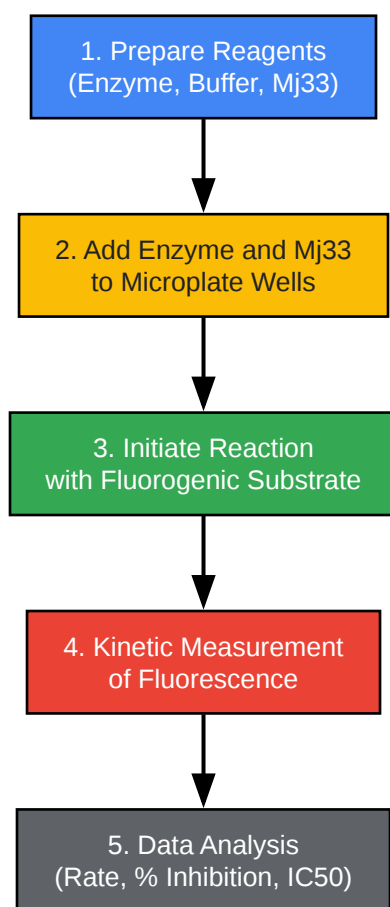 1. Prepare Reagents
(Enzyme, Buffer, Mj33)
2. Add Enzyme and Mj33
to Microplate Wells
3. Initiate Reaction
with Fluorogenic Substrate
4. Kinetic Measurement
of Fluorescence
5. Data Analysis
(Rate, % Inhibition, IC50)